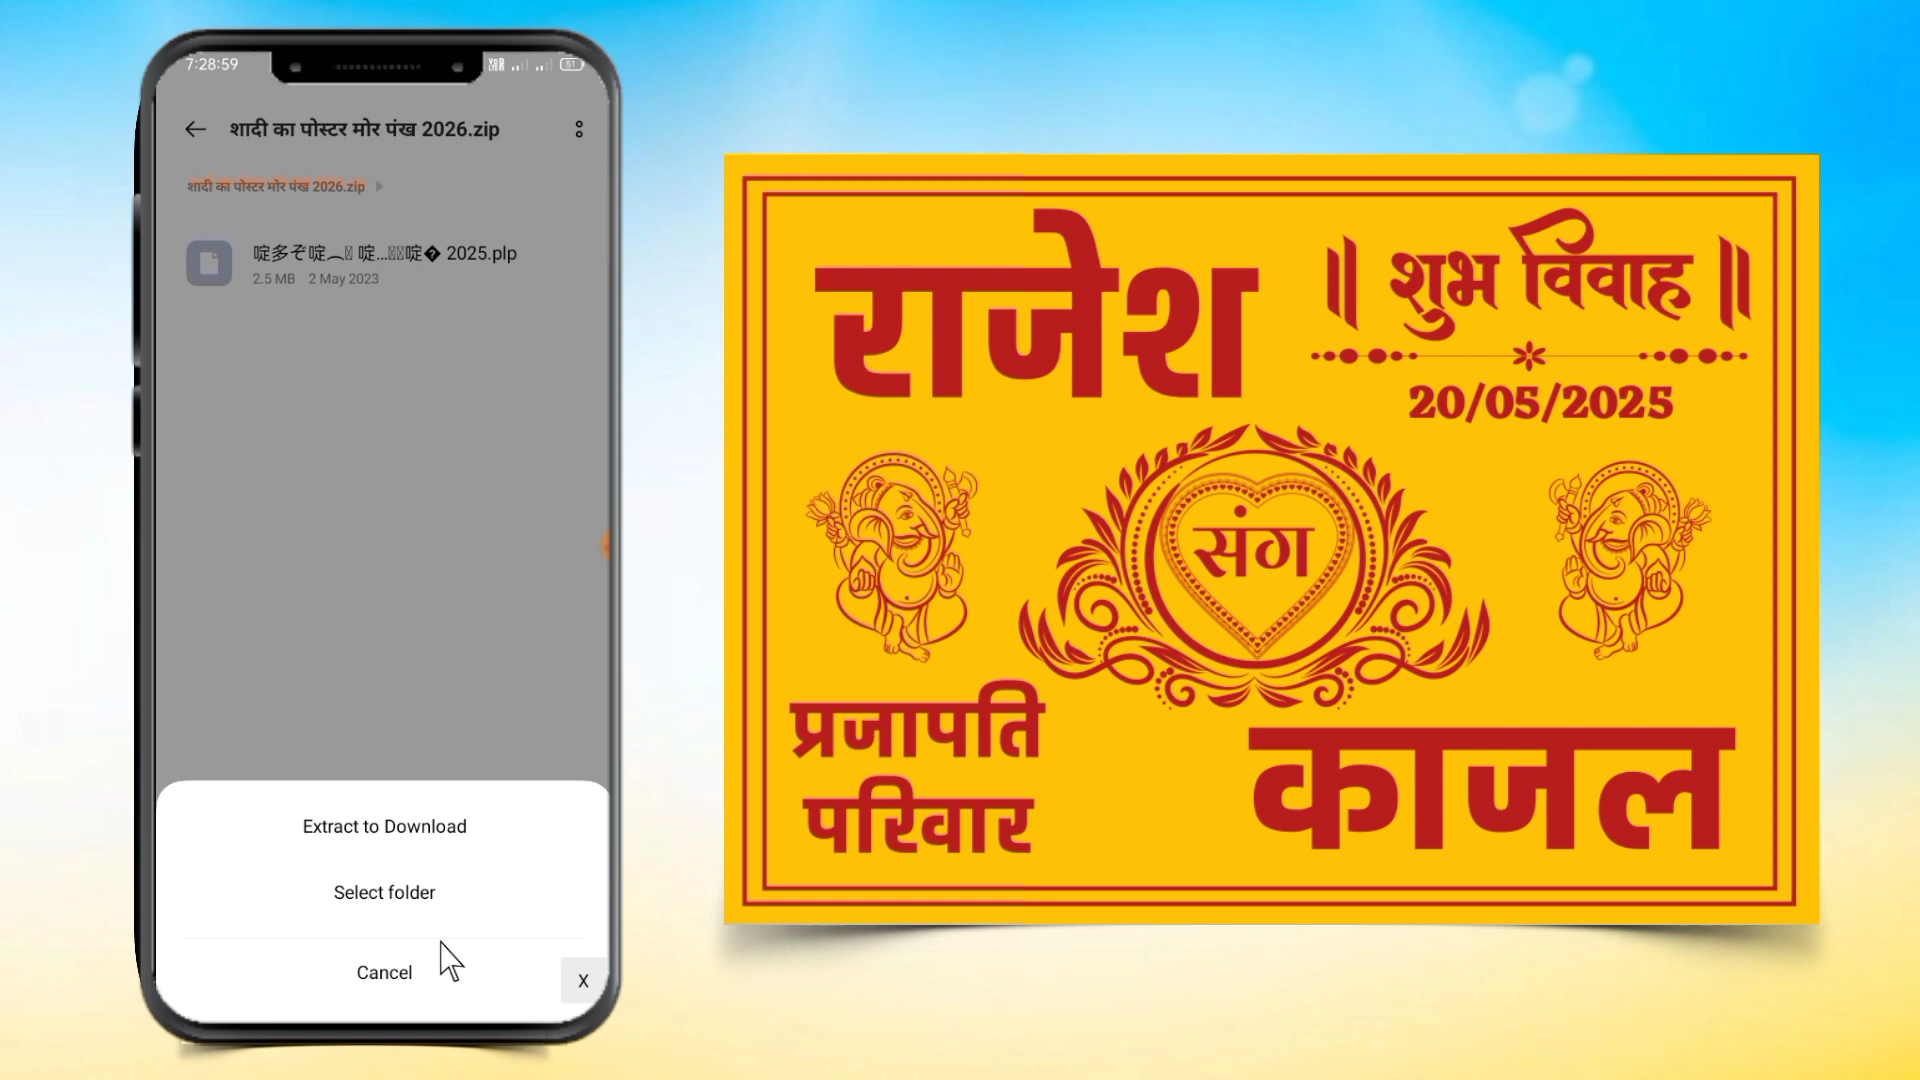 7:28:59
51
शादी का पोस्टर मोर पंख 2026.zip
शादी का पोस्टर मोर पंख 2026.zip
2025.plp
2.5 MB 2 May 2023
Extract to Download
Select folder
Cancel
X
राजेश
॥ शुभ विवाह ॥
20/05/2025
संग
प्रजापति
परिवार
काजल